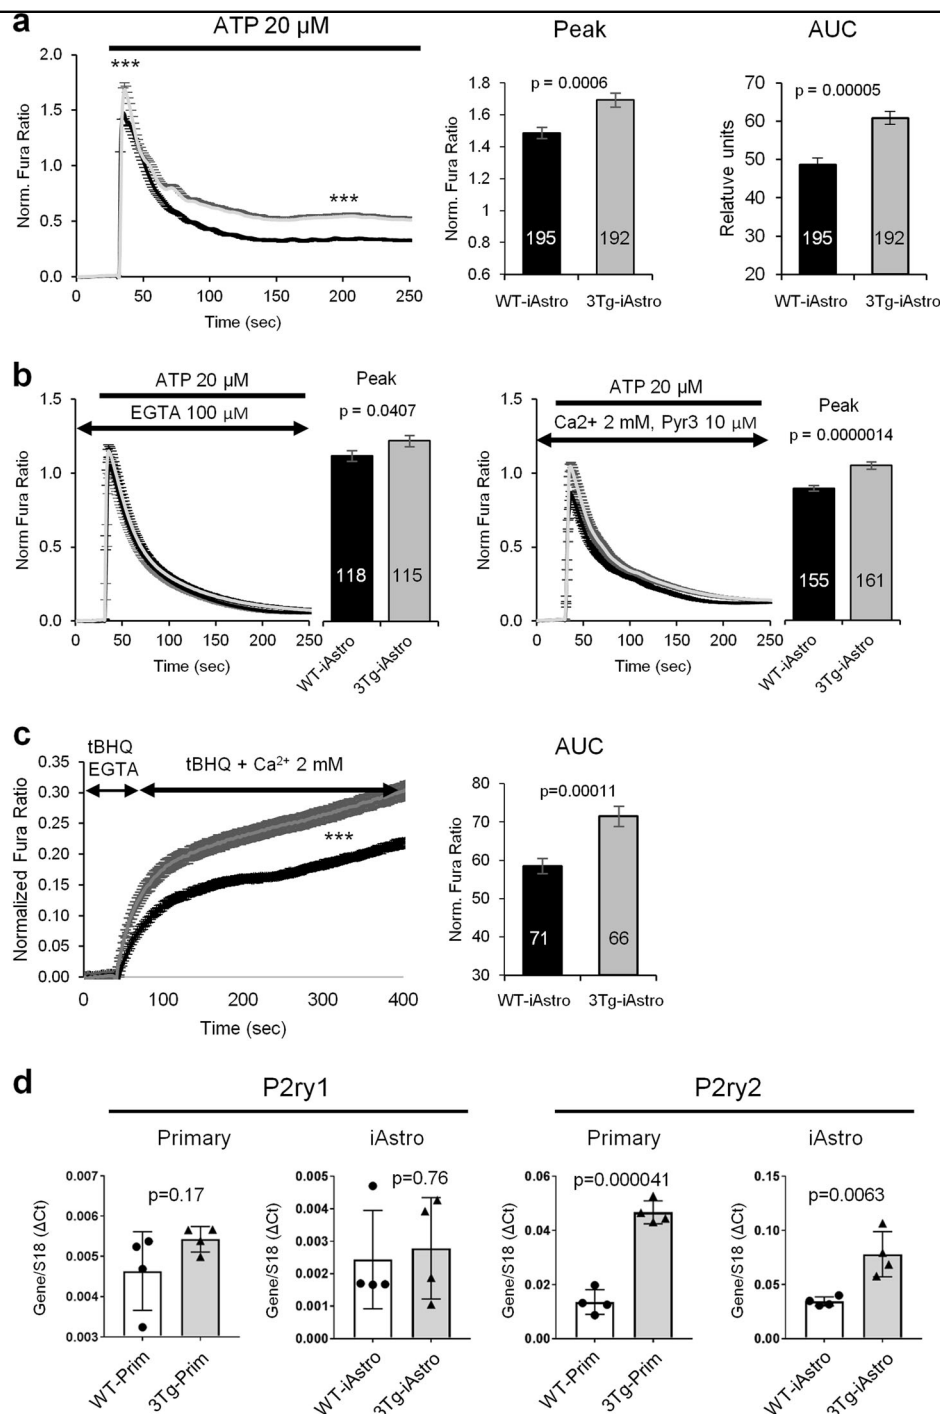 a
ATP 20 µM
Peak
AUC
***
***
Norm. Fura Ratio
2.0
1.5
1.0
0.5
0.0
0
50
100
150
200
250
Time (sec)
p = 0.0006
Norm. Fura Ratio
1.8
1.6
1.4
1.2
1
0.8
0.6
195
192
WT-iAstro
3Tg-iAstro
p = 0.00005
Relatuve units
70
60
50
40
30
20
195
192
WT-iAstro
3Tg-iAstro
b
ATP 20 µM
EGTA 100 µM
Norm Fura Ratio
1.5
1.0
0.5
0.0
0
50
100
150
200
250
Time (sec)
Peak
p = 0.0407
118
115
WT-iAstro
3Tg-iAstro
ATP 20 µM
Ca2+ 2 mM, Pyr3 10 µM
Norm Fura Ratio
1.5
1.0
0.5
0.0
0
50
100
150
200
250
Time (sec)
Peak
p = 0.0000014
155
161
WT-iAstro
3Tg-iAstro
c
tBHQ
EGTA
tBHQ + Ca²⁺ 2 mM
***
Normalized Fura Ratio
0.35
0.30
0.25
0.20
0.15
0.10
0.05
0.00
0
100
200
300
400
Time (sec)
AUC
p=0.00011
Norm. Fura Ratio
80
70
60
50
40
30
71
66
WT-iAstro
3Tg-iAstro
d
P2ry1
P2ry2
Primary
iAstro
Primary
iAstro
p=0.17
Gene/S18 (ΔCt)
0.007
0.006
0.005
0.004
0.003
WT-Prim
3Tg-Prim
p=0.76
Gene/S18 (ΔCt)
0.005
0.004
0.003
0.002
0.001
0.000
WT-iAstro
3Tg-iAstro
p=0.000041
Gene/S18 (ΔCt)
0.06
0.04
0.02
0.00
WT-Prim
3Tg-Prim
p=0.0063
Gene/S18 (ΔCt)
0.15
0.10
0.05
0.00
WT-iAstro
3Tg-iAstro